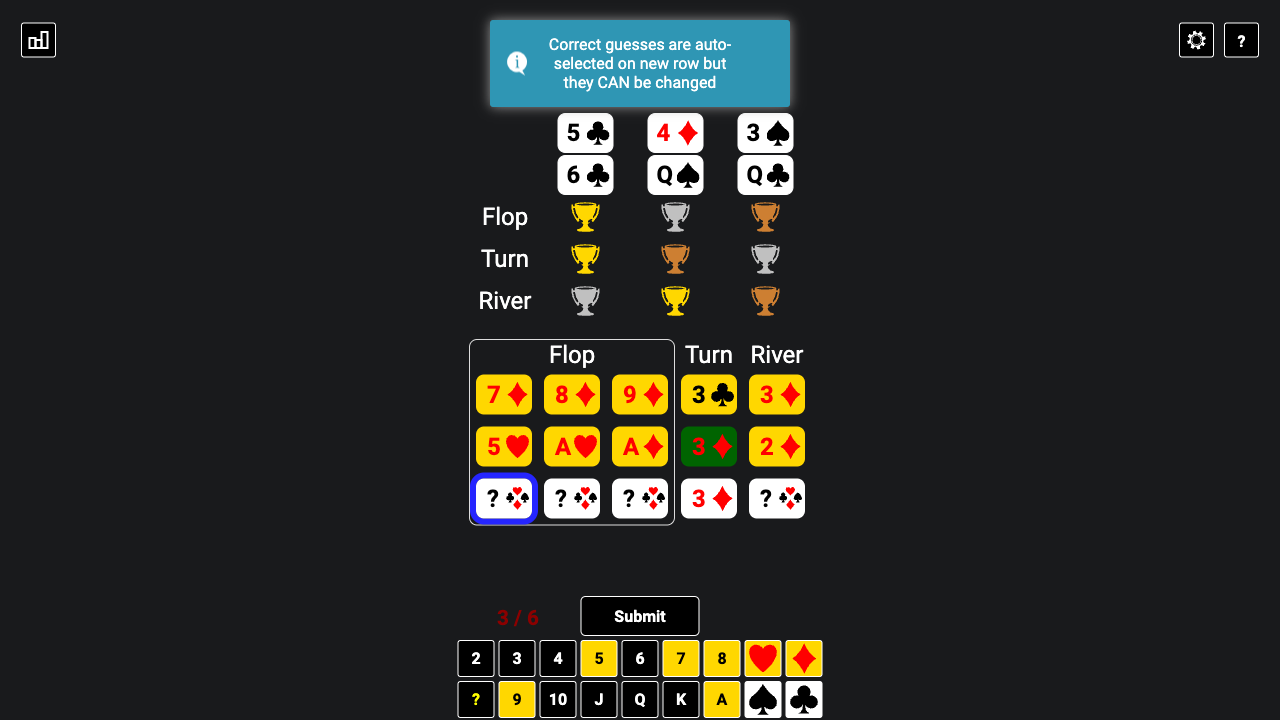 Correct guesses are auto-
selected on new row but
they CAN be changed
?
5 4 3
6 Q Q
Flop
Turn
River
Flop Turn River
7 8 9 3 3
5 A A 3 2
? ? ? 3 ?
3 / 6 Submit
2 3 4 5 6 7 8
? 9 10 J Q K A